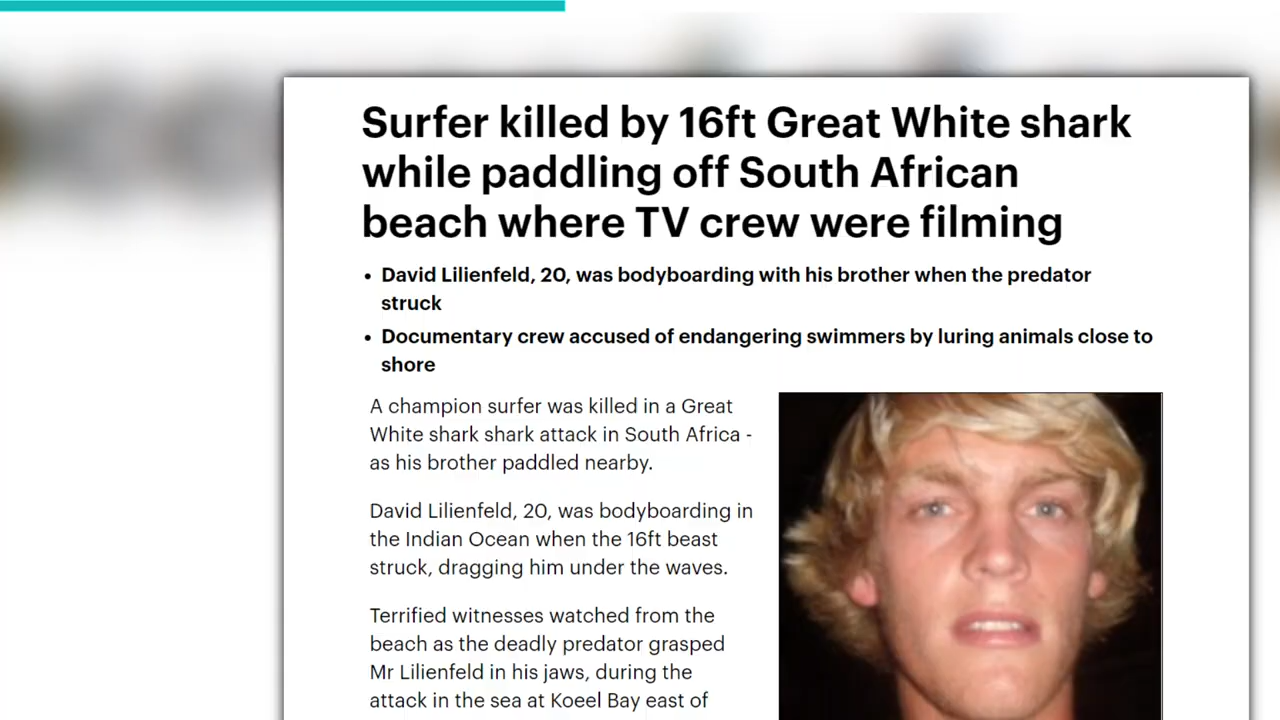 Surfer killed by 16ft Great White shark
while paddling off South African
beach where TV crew were filming
• David Lilienfeld, 20, was bodyboarding with his brother when the predator
struck
• Documentary crew accused of endangering swimmers by luring animals close to
shore
A champion surfer was killed in a Great
White shark shark attack in South Africa -
as his brother paddled nearby.
David Lilienfeld, 20, was bodyboarding in
the Indian Ocean when the 16ft beast
struck, dragging him under the waves.
Terrified witnesses watched from the
beach as the deadly predator grasped
Mr Lilienfeld in his jaws, during the
attack in the sea at Koeel Bay east of